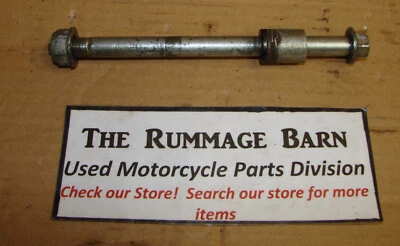 THE RUMMAGE BARN
Used Motorcycle Parts Division
Check our Store!  Search our store for more
items